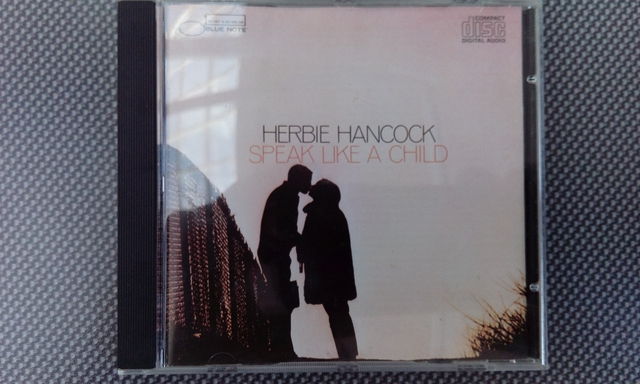 BLUE NOTE
COMPACT
disc
DIGITAL AUDIO
HERBIE HANCOCK
SPEAK LIKE A CHILD